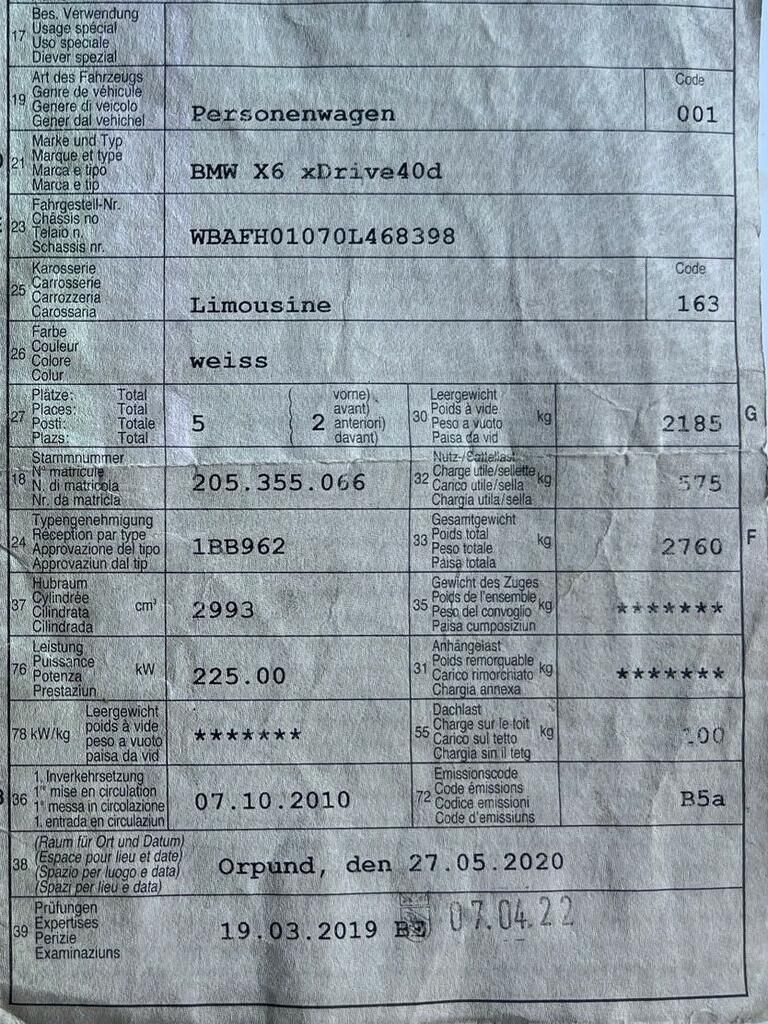 17 Bes. Verwendung
Usage spécial
Uso speciale
Diever spezial
19 Art des Fahrzeugs
Genre de véhicule
Genere di veicolo
Gener dal vehichel
Personenwagen
Code
001
21 Marke und Typ
Marque et type
Marca e tipo
Marca e tip
BMW X6 xDrive40d
23 Fahrgestell-Nr.
Châssis no
Telaio n.
Schassis nr.
WBAFH01070L468398
25 Karosserie
Carrosserie
Carrozzeria
Carossaria
Limousine
Code
163
26 Farbe
Couleur
Colore
Colur
weiss
27 Plätze: Total
Places: Total
Posti: Totale
Plazs: Total
5
2
vorne)
avant)
anteriori)
davant)
30 Leergewicht
Poids à vide
Peso a vuoto
Paisa da vid
kg
2185
G
18 Stammnummer
N° matricule
N. di matricola
Nr. da matricla
205.355.066
32 Nutz-/Sattellast
Charge utile/sellette
Carico utile/sella
Chargia utila/sella
kg
575
24 Typengenehmigung
Réception par type
Approvazione del tipo
Approvaziun dal tip
1BB962
33 Gesamtgewicht
Poids total
Peso totale
Paisa totala
kg
2760
F
37 Hubraum
Cylindrée
Cilindrata
Cilindrada
cm³
2993
35 Gewicht des Zuges
Poids de l'ensemble
Peso del convoglio
Paisa cumposiziun
kg
*******
76 Leistung
Puissance
Potenza
Prestaziun
kW
225.00
31 Anhängelast
Poids remorquable
Carico rimorchiato
Chargia annexa
kg
*******
78 kW/kg
Leergewicht
poids à vide
peso a vuoto
paisa da vid
*******
55 Dachlast
Charge sur le toit
Carico sul tetto
Chargia sin il tetg
kg
100
36 1. Inverkehrsetzung
1re mise en circulation
1a messa in circolazione
1. entrada en circulaziun
07.10.2010
72 Emissionscode
Code émissions
Codice emissioni
Code d'emissiuns
B5a
38 (Raum für Ort und Datum)
(Espace pour lieu et date)
(Spazio per luogo e data)
(Spazi per lieu e data)
Orpund, den 27.05.2020
39 Prüfungen
Expertises
Perizie
Examinaziuns
19.03.2019 BE 07.04.22